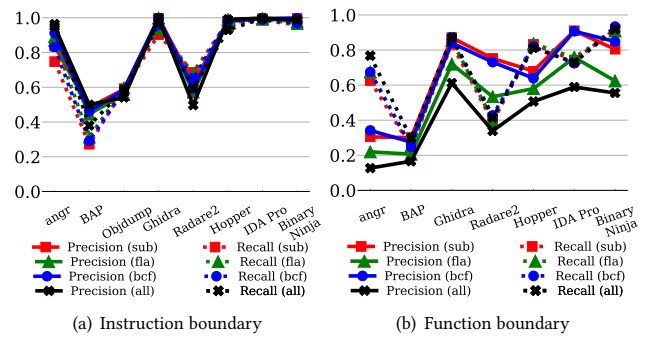 1.0
0.8
0.6
0.4
0.2
0.0
angr
BAP
Objdump
Ghidra
Radare2
Hopper
IDA Pro
Binary
Ninja
Precision (sub)
Recall (sub)
Precision (fla)
Recall (fla)
Precision (bcf)
Recall (bcf)
Precision (all)
Recall (all)
(a) Instruction boundary
1.0
0.8
0.6
0.4
0.2
0.0
angr
BAP
Ghidra
Radare2
Hopper
IDA Pro
Binary
Ninja
Precision (sub)
Recall (sub)
Precision (fla)
Recall (fla)
Precision (bcf)
Recall (bcf)
Precision (all)
Recall (all)
(b) Function boundary